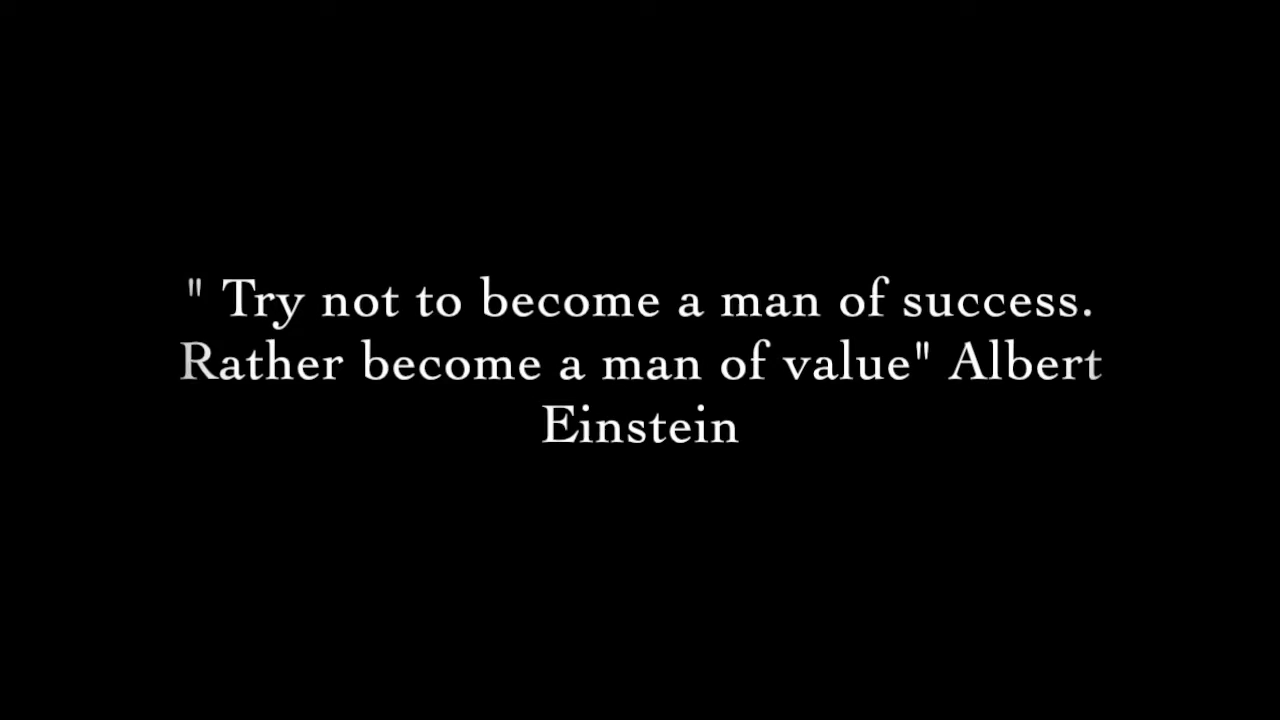 " Try not to become a man of success.
Rather become a man of value" Albert
Einstein